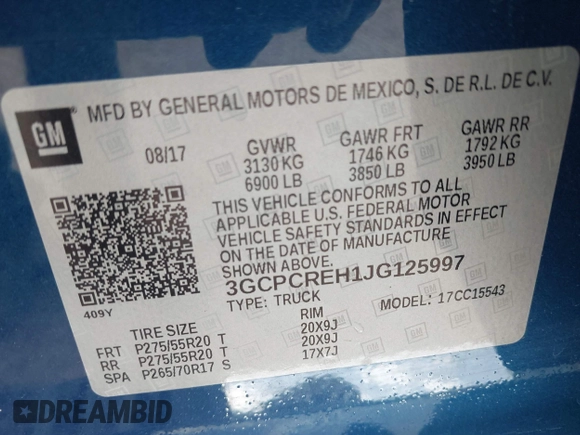 MFD BY GENERAL MOTORS DE MEXICO, S. DE R.L. DE C.V.
GM
08/17
GVWR
3130 KG
6900 LB
GAWR FRT
1746 KG
3850 LB
GAWR RR
1792 KG
3950 LB
THIS VEHICLE CONFORMS TO ALL
APPLICABLE U.S. FEDERAL MOTOR
VEHICLE SAFETY STANDARDS IN EFFECT
ON THE DATE OF MANUFACTURE
SHOWN ABOVE.
3GCPCREH1JG125997
TYPE: TRUCK
MODEL: 17CC15543
409Y
TIRE SIZE RIM
FRT P275/55R20 T 20X9J
RR P275/55R20 T 20X9J
SPA P265/70R17 S 17X7J
DREAMBID